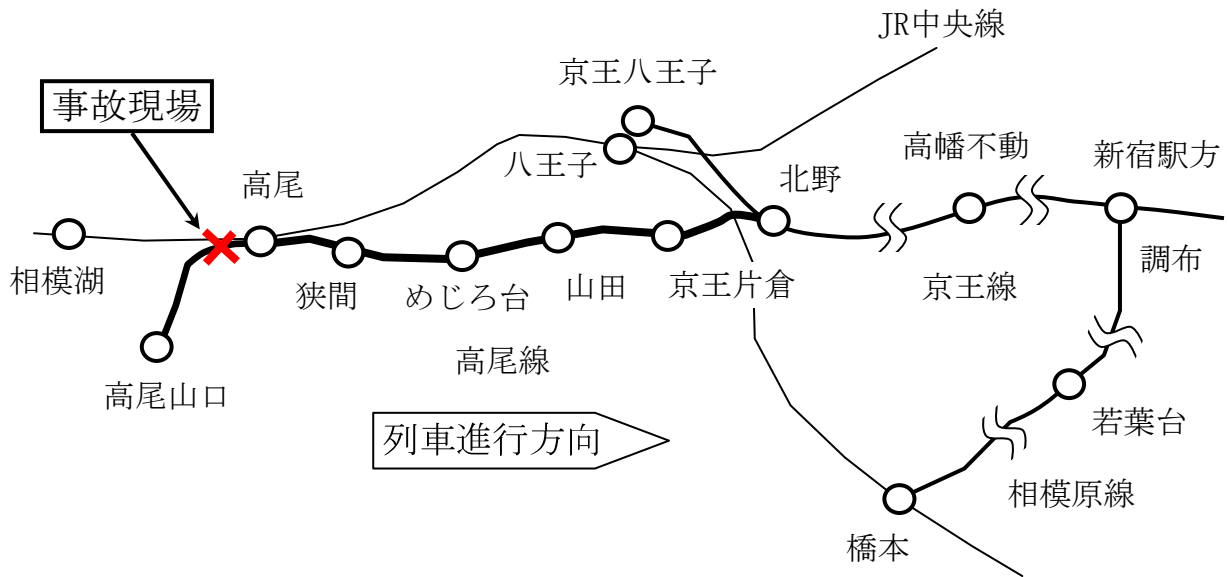 JR中央線
京王八王子
事故現場
高幡不動
新宿駅方
八王子
北野
高尾
相模湖
狭間
めじろ台
山田
京王片倉
京王線
調布
高尾線
高尾山口
列車進行方向
若葉台
相模原線
橋本